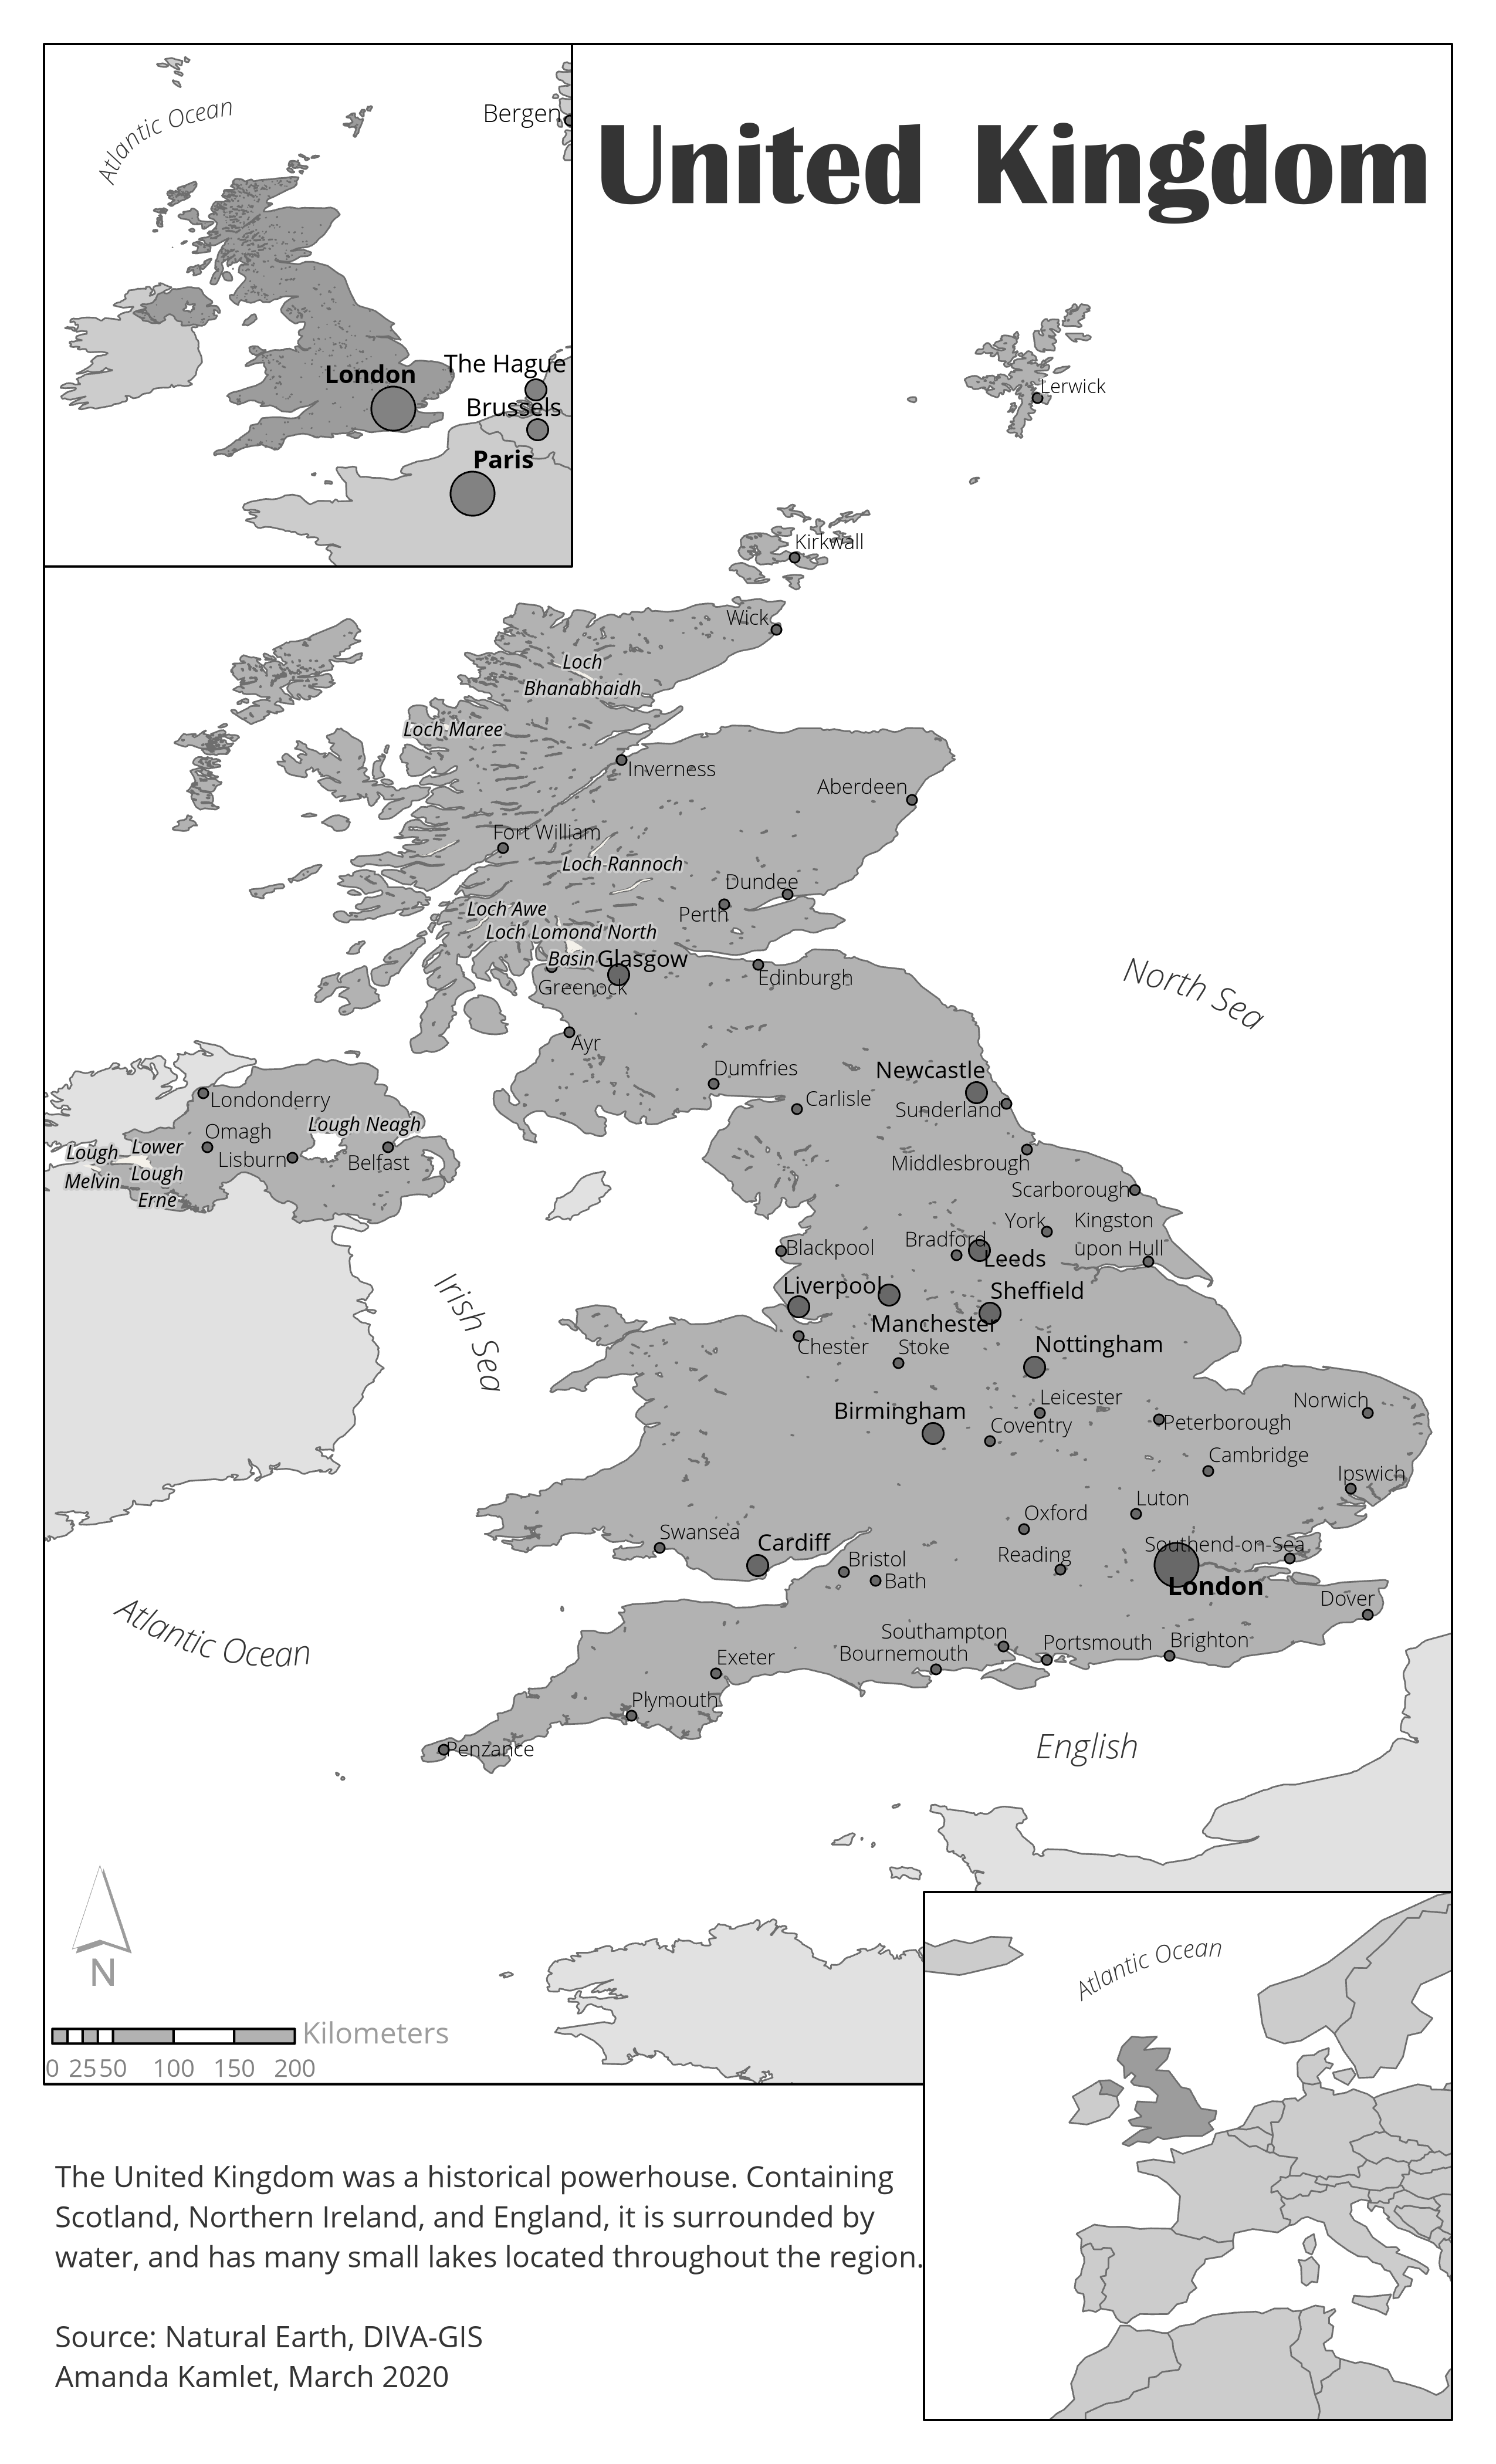 Atlantic Ocean
Bergen
London
The Hague
Brussels
Paris
United Kingdom
Lerwick
Kirkwall
Wick
Loch
Bhanabhaidh
Loch Maree
Inverness
Aberdeen
Fort William
Loch Rannoch
Dundee
Perth
Loch Awe
Loch Lomond North
Basin
Glasgow
Greenock
Edinburgh
North Sea
Ayr
Dumfries
Newcastle
Carlisle
Sunderland
Londonderry
Omagh
Lough Neagh
Lisburn
Belfast
Lough
Melvin
Lower
Lough
Erne
Middlesbrough
Scarborough
York
Kingston
upon Hull
Bradford
Leeds
Blackpool
Irish Sea
Liverpool
Manchester
Sheffield
Chester
Stoke
Nottingham
Birmingham
Leicester
Coventry
Peterborough
Norwich
Cambridge
Ipswich
Luton
Oxford
Swansea
Cardiff
Bristol
Bath
Reading
Southend-on-Sea
London
Dover
Atlantic Ocean
Southampton
Bournemouth
Portsmouth
Brighton
Exeter
Plymouth
Penzance
English
N
Kilometers
0 25 50 100 150 200
Atlantic Ocean
The United Kingdom was a historical powerhouse. Containing
Scotland, Northern Ireland, and England, it is surrounded by
water, and has many small lakes located throughout the region.
Source: Natural Earth, DIVA-GIS
Amanda Kamlet, March 2020